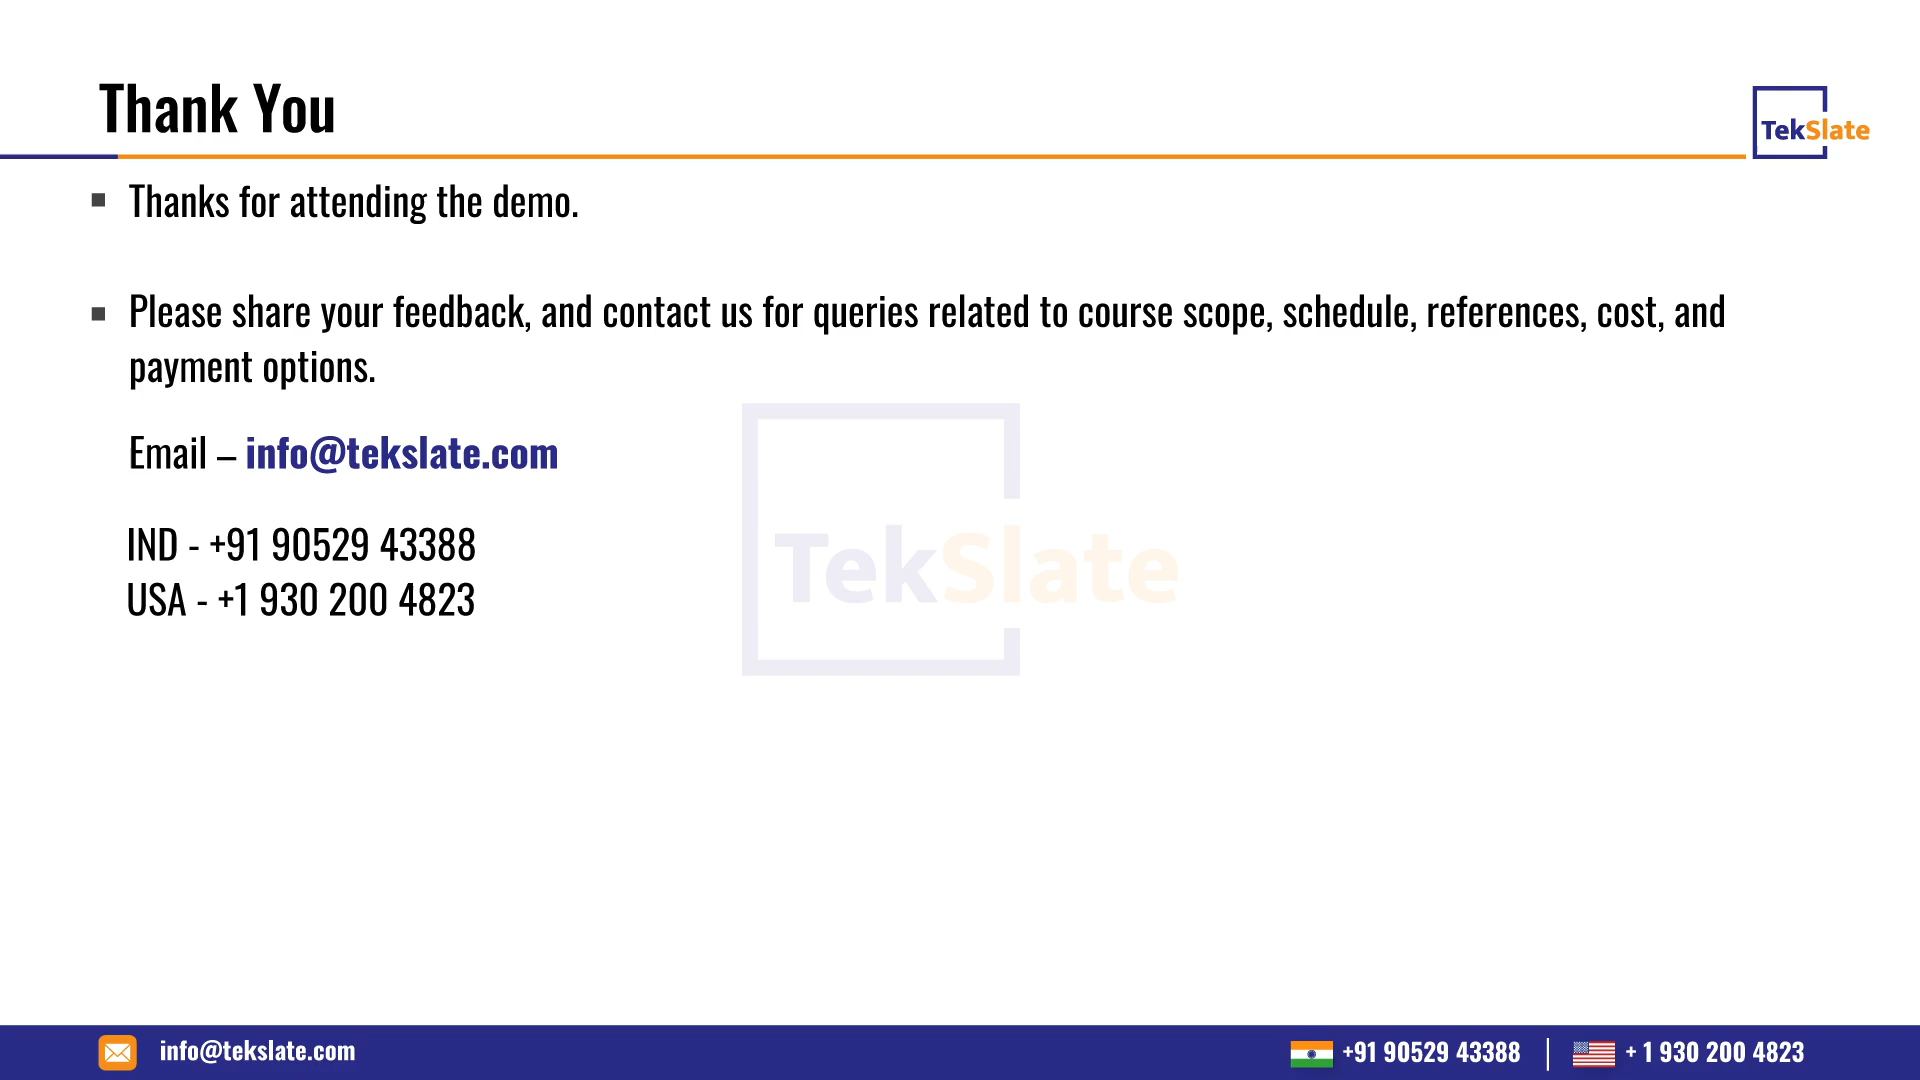 Thank You
TekSlate
▪ Thanks for attending the demo.
▪ Please share your feedback, and contact us for queries related to course scope, schedule, references, cost, and
payment options.
Email – info@tekslate.com
IND - +91 90529 43388
USA - +1 930 200 4823
TekSlate
info@tekslate.com
+91 90529 43388 | + 1 930 200 4823